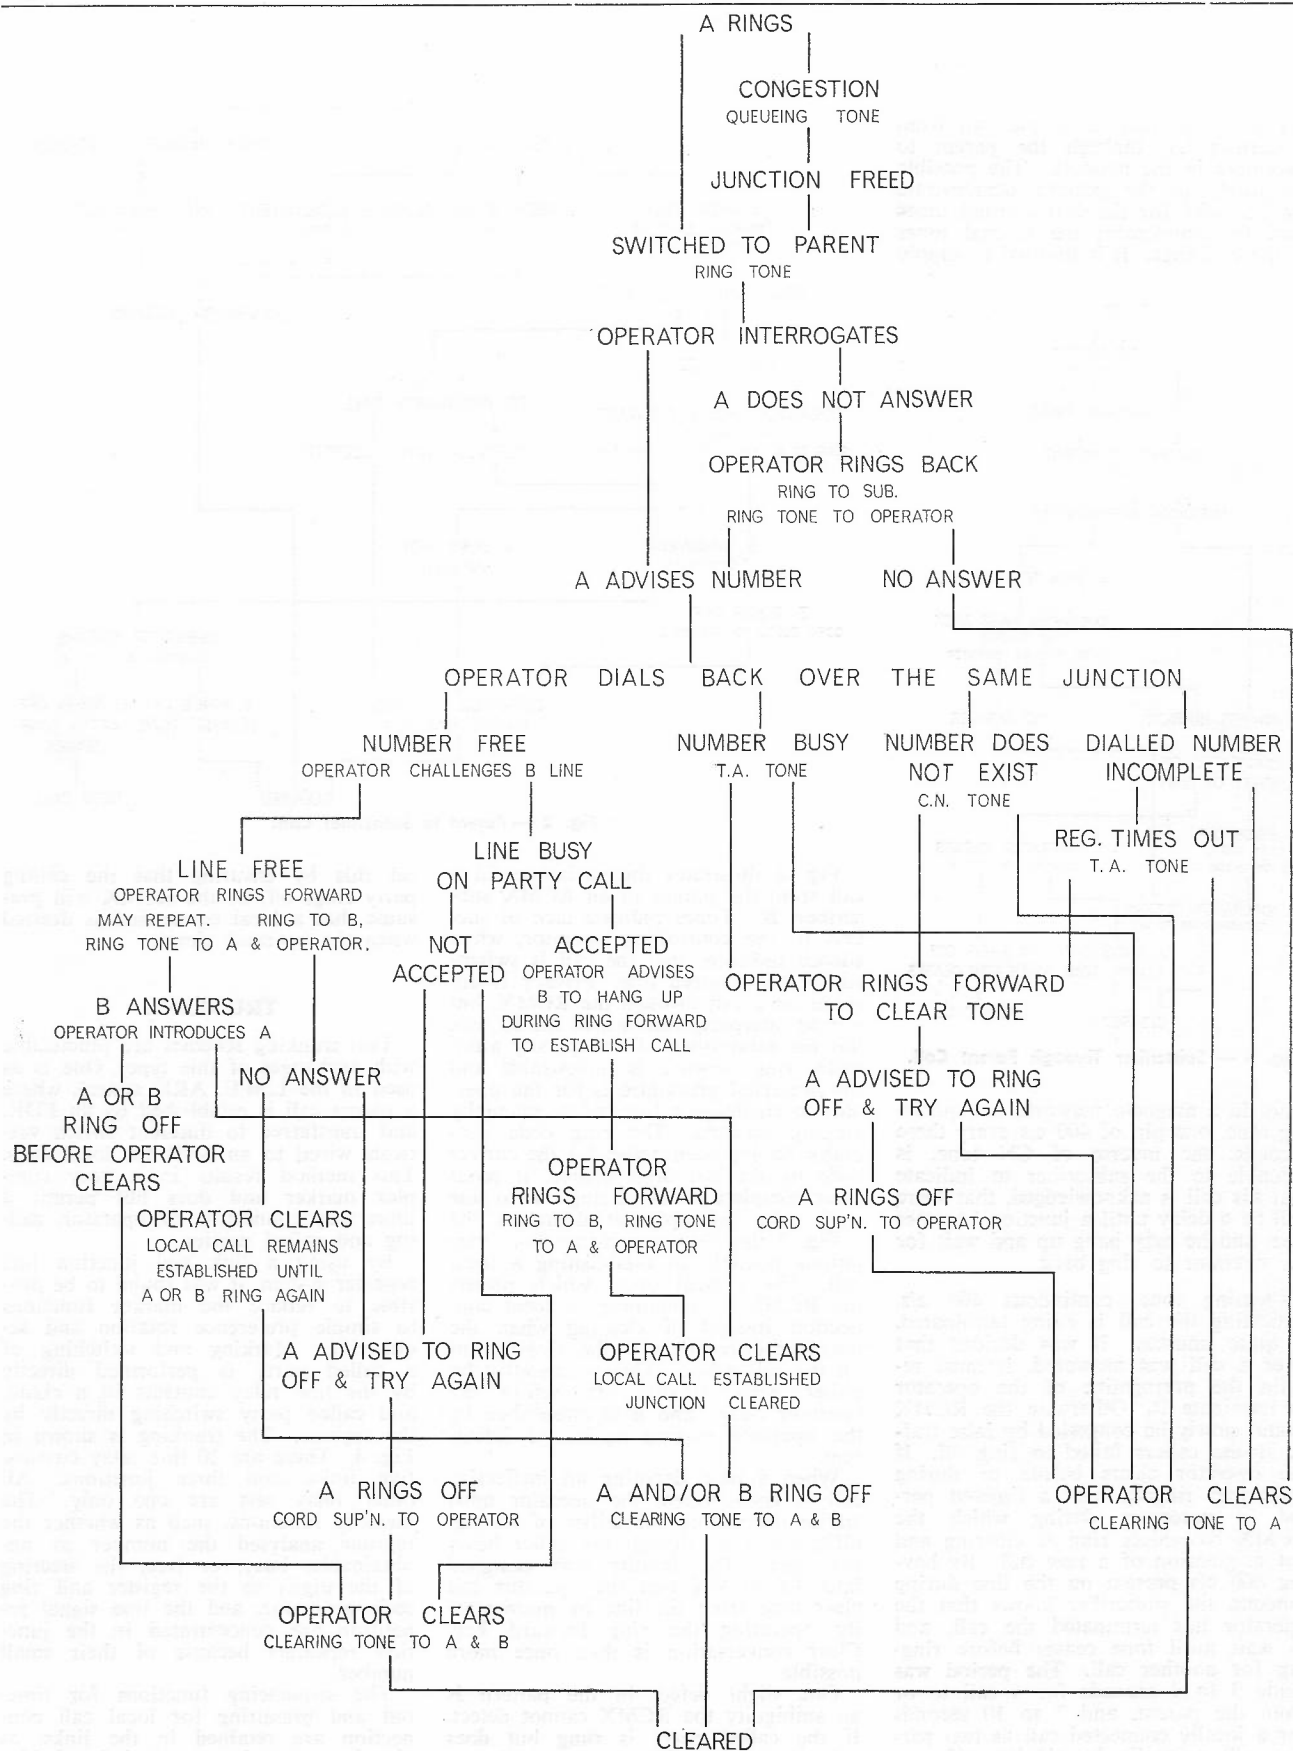 A RINGS
CONGESTION
QUEUEING TONE
JUNCTION FREED
SWITCHED TO PARENT
RING TONE
OPERATOR INTERROGATES
A DOES NOT ANSWER
OPERATOR RINGS BACK
RING TO SUB.
RING TONE TO OPERATOR
A ADVISES NUMBER
NO ANSWER
OPERATOR DIALS BACK OVER THE SAME JUNCTION
NUMBER FREE
OPERATOR CHALLENGES B LINE
NUMBER BUSY
T.A. TONE
NUMBER DOES
NOT EXIST
C.N. TONE
DIALLED NUMBER
INCOMPLETE
REG. TIMES OUT
T. A. TONE
LINE FREE
OPERATOR RINGS FORWARD
MAY REPEAT. RING TO B,
RING TONE TO A & OPERATOR.
LINE BUSY
ON PARTY CALL
NOT
ACCEPTED
ACCEPTED
OPERATOR ADVISES
B TO HANG UP
DURING RING FORWARD
TO ESTABLISH CALL
OPERATOR RINGS FORWARD
TO CLEAR TONE
B ANSWERS
OPERATOR INTRODUCES A
NO ANSWER
A ADVISED TO RING
OFF & TRY AGAIN
A OR B
RING OFF
BEFORE OPERATOR
CLEARS
OPERATOR
RINGS FORWARD
RING TO B, RING TONE
TO A & OPERATOR
A RINGS OFF
CORD SUP'N. TO OPERATOR
OPERATOR CLEARS
LOCAL CALL REMAINS
ESTABLISHED UNTIL
A OR B RING AGAIN
A ADVISED TO RING
OFF & TRY AGAIN
OPERATOR CLEARS
LOCAL CALL ESTABLISHED
JUNCTION CLEARED
A RINGS OFF
CORD SUP'N. TO OPERATOR
A AND/OR B RING OFF
CLEARING TONE TO A & B
OPERATOR CLEARS
CLEARING TONE TO A
OPERATOR CLEARS
CLEARING TONE TO A & B
CLEARED